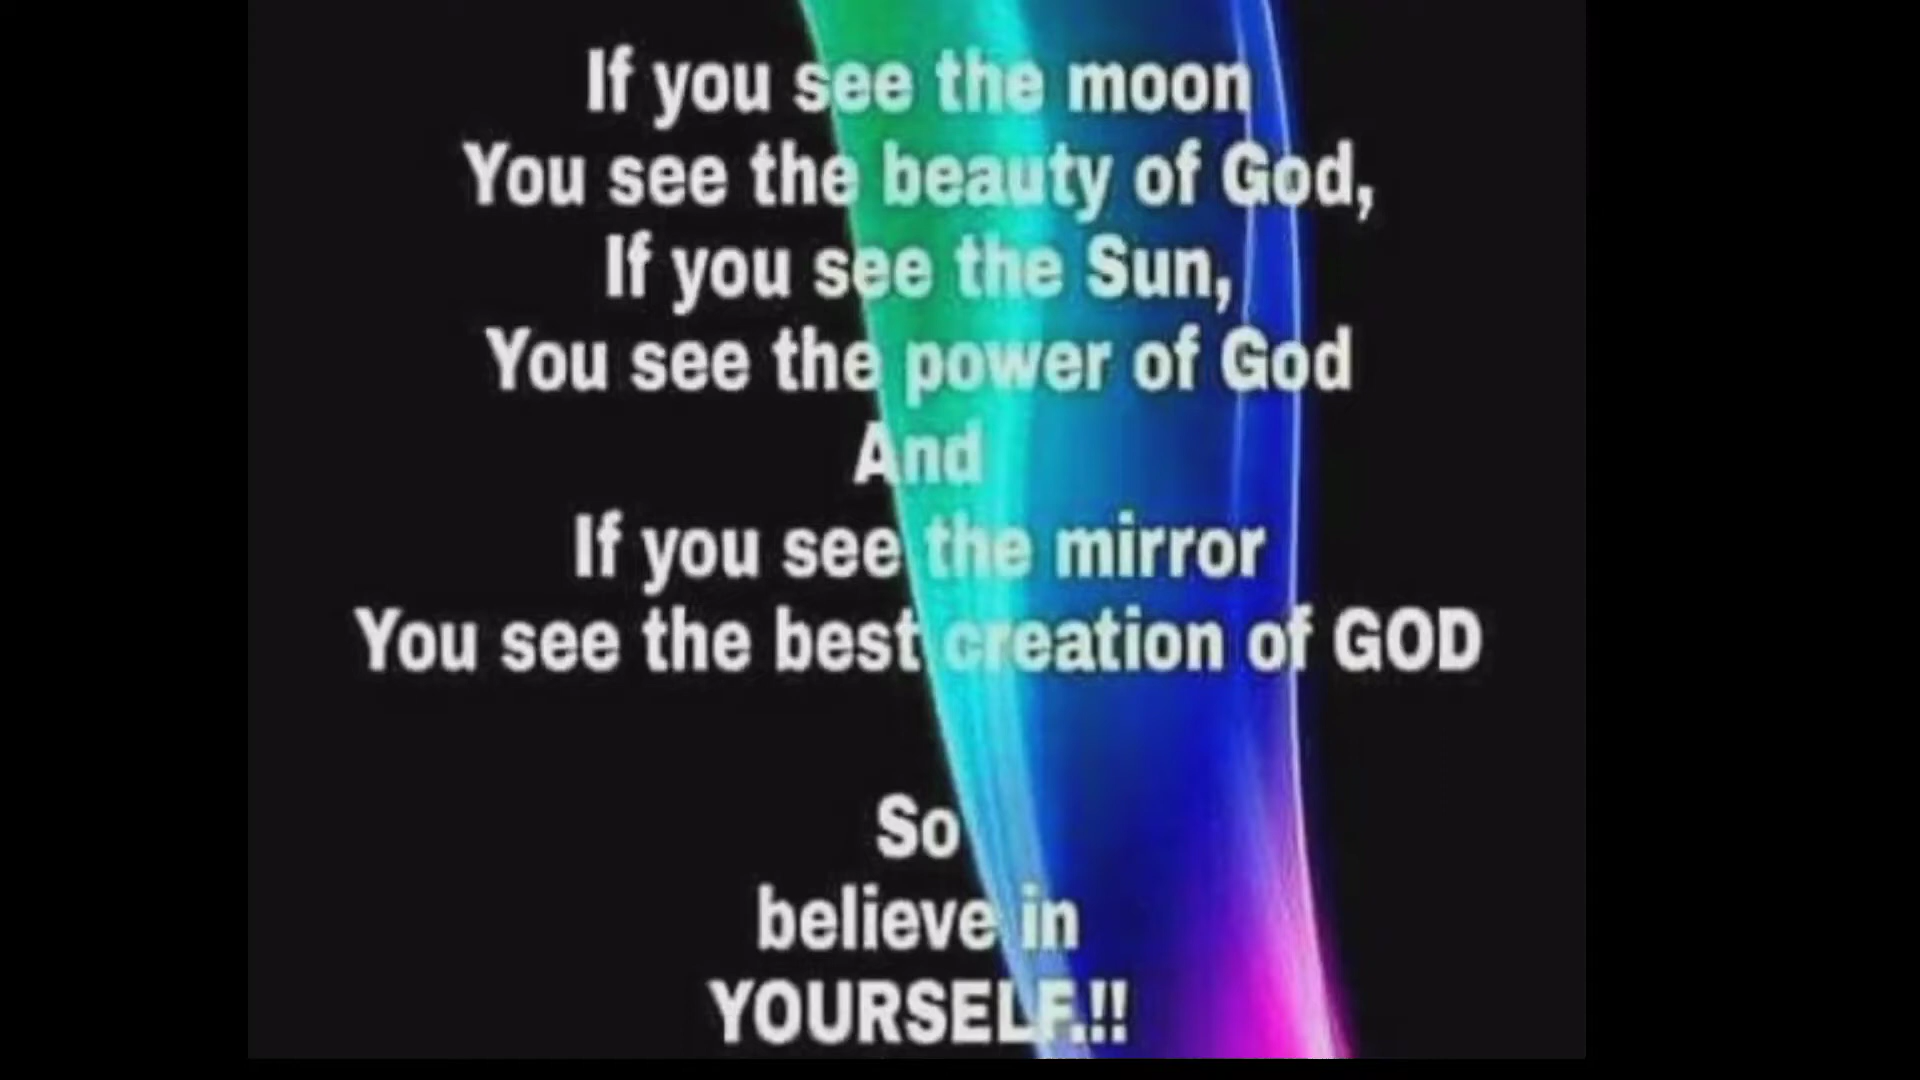 If you see the moon
You see the beauty of God,
If you see the Sun,
You see the power of God
And
If you see the mirror
You see the best creation of GOD
So
believe in
YOURSELF.!!